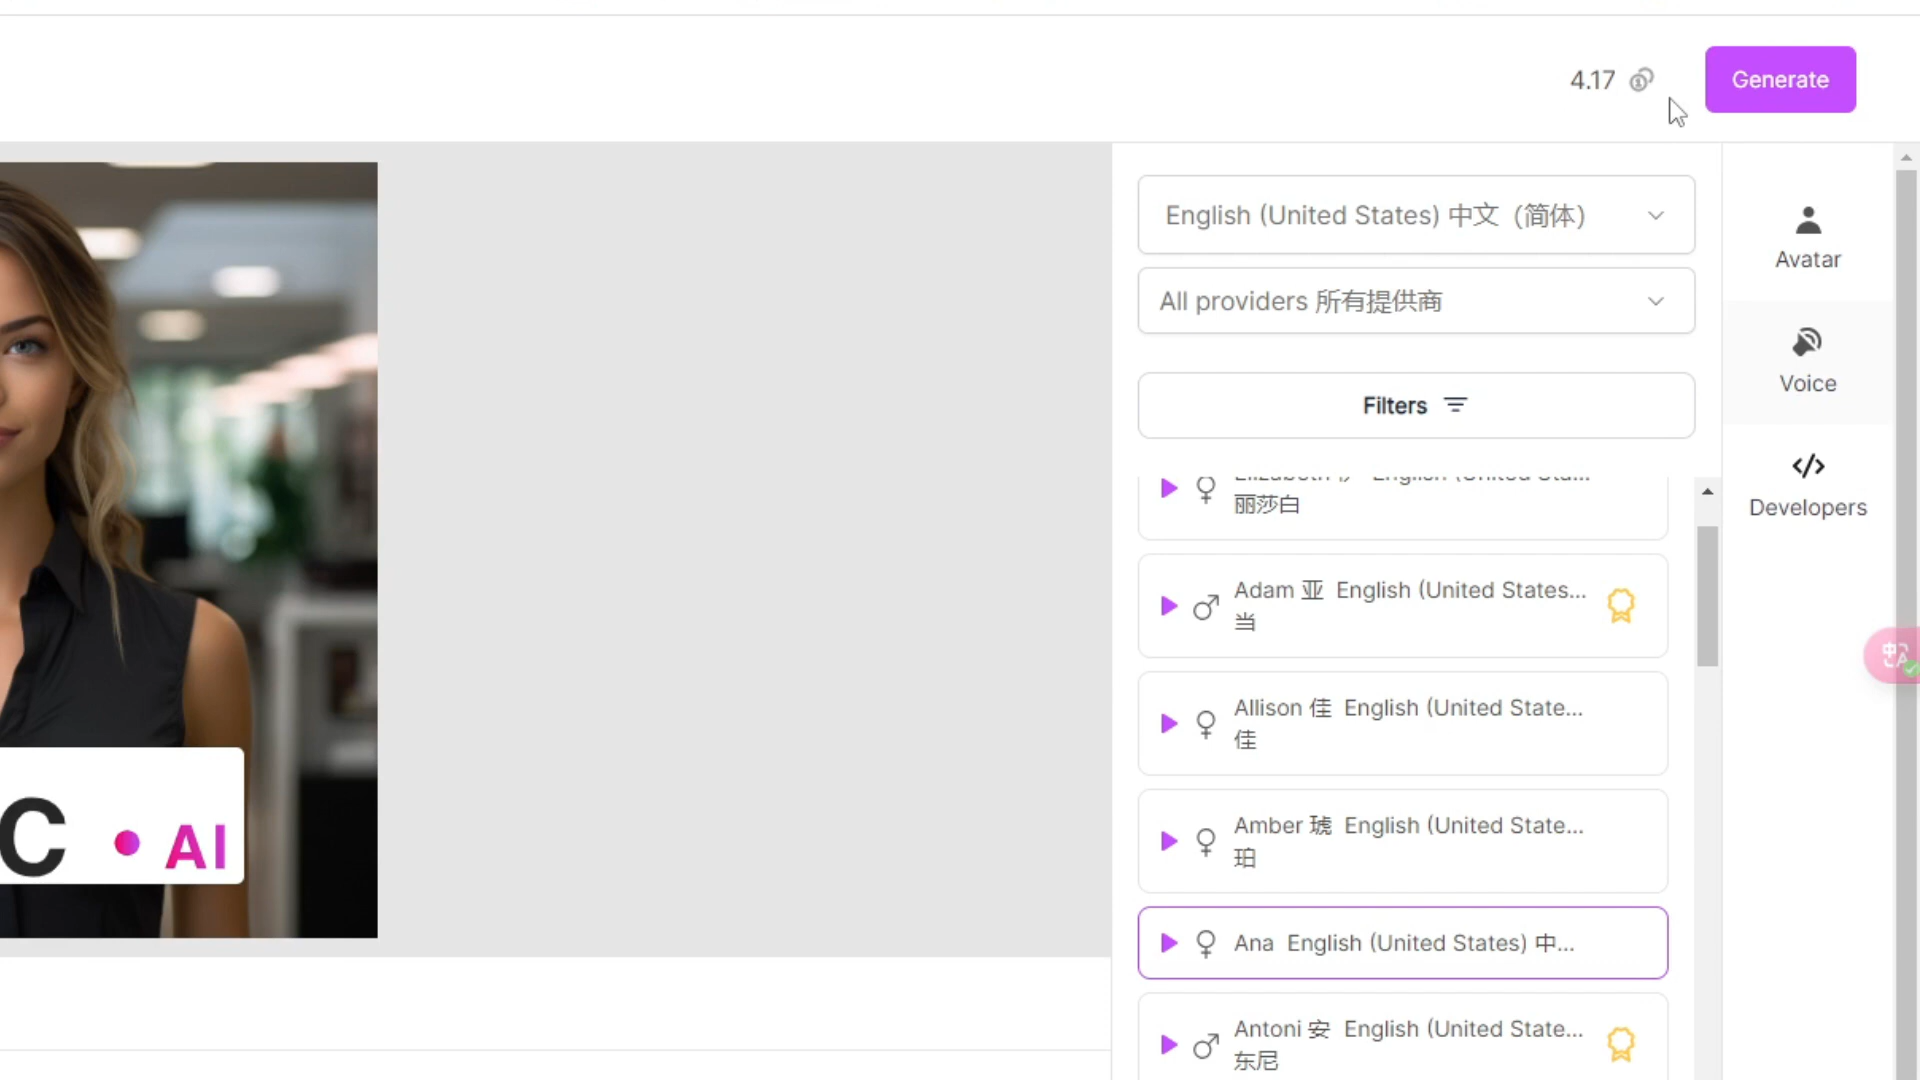 4.17
Generate
English (United States) 中文（简体）
All providers 所有提供商
Filters
丽莎白
Adam 亚 English (United States...
当
Allison 佳 English (United State...
佳
Amber 琥 English (United State...
珀
Ana English (United States) 中...
Antoni 安 English (United State...
东尼
Avatar
Voice
Developers
C • AI